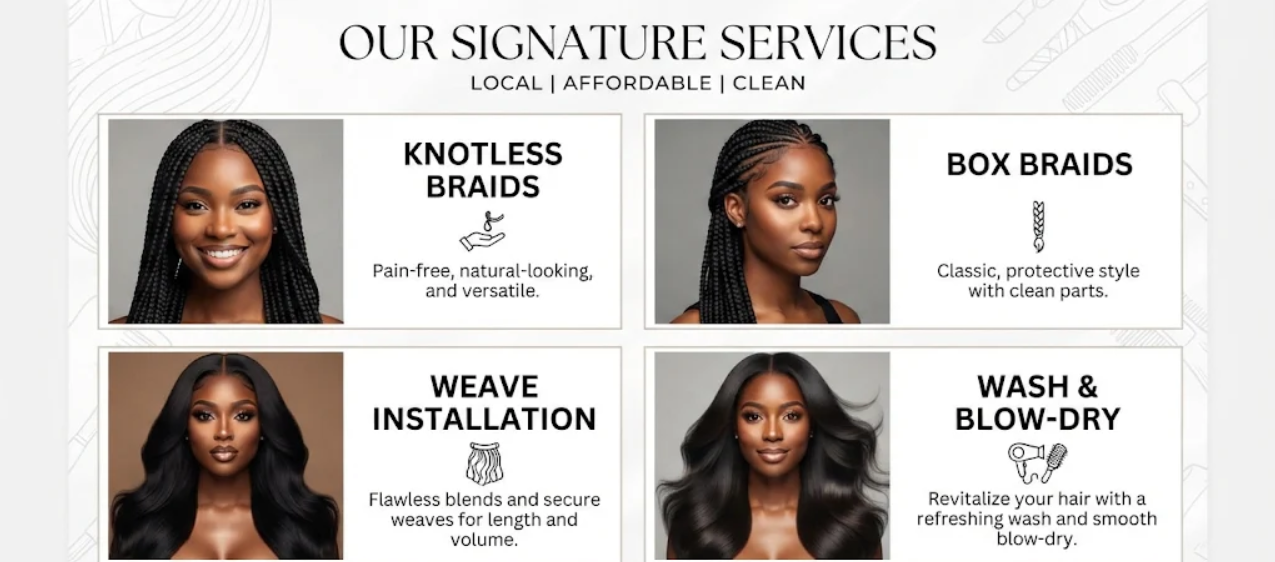 OUR SIGNATURE SERVICES
LOCAL | AFFORDABLE | CLEAN
KNOTLESS
BRAIDS
Pain-free, natural-looking,
and versatile.
BOX BRAIDS
Classic, protective style
with clean parts.
WEAVE
INSTALLATION
Flawless blends and secure
weaves for length and
volume.
WASH &
BLOW-DRY
Revitalize your hair with a
refreshing wash and smooth
blow-dry.